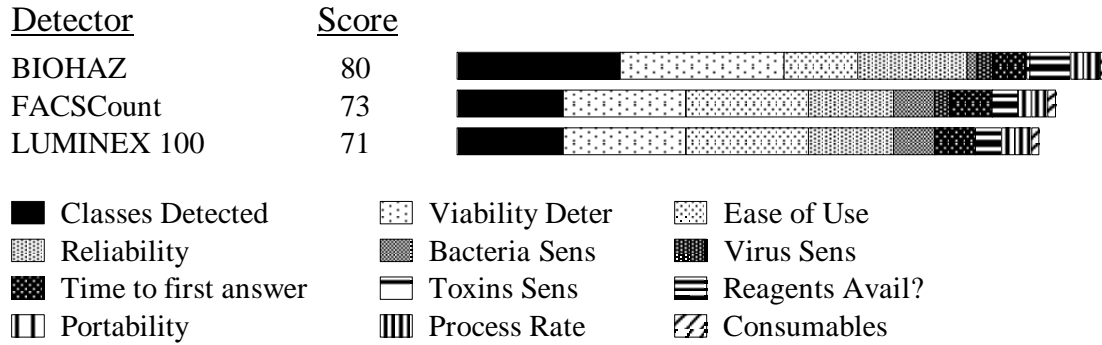 Detector Score
BIOHAZ 80
FACSCount 73
LUMINEX 100 71
Classes Detected Viability Deter Ease of Use
Reliability Bacteria Sens Virus Sens
Time to first answer Toxins Sens Reagents Avail?
Portability Process Rate Consumables